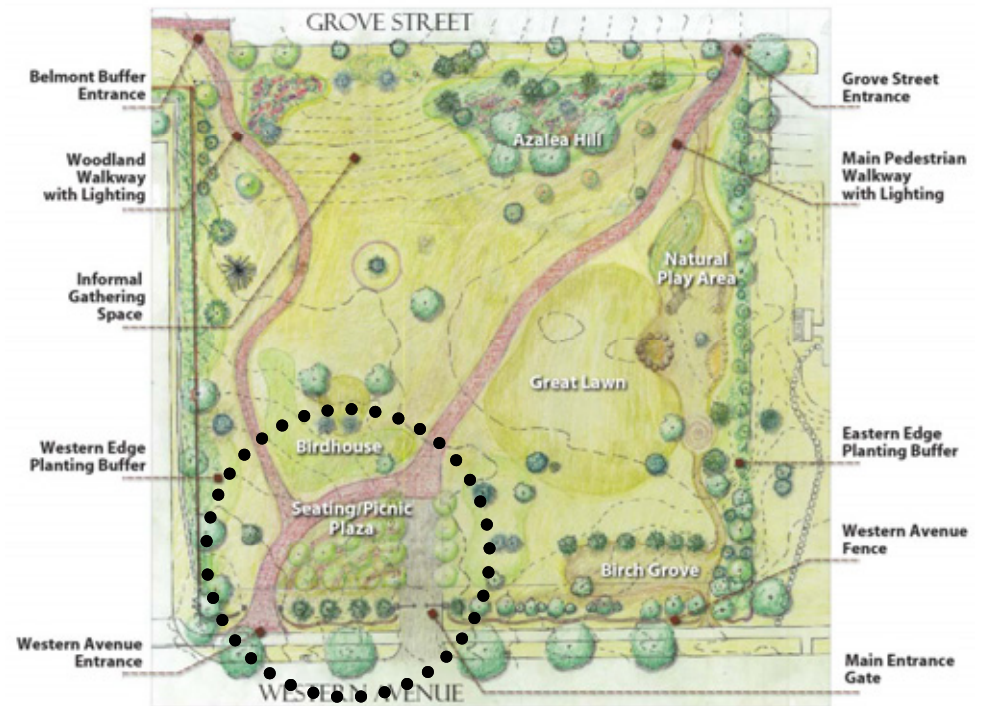 GROVE STREET
Belmont Buffer
Entrance
Grove Street
Entrance
Azalea Hill
Woodland
Walkway
with Lighting
Main Pedestrian
Walkway
with Lighting
Natural
Play Area
Informal
Gathering
Space
Great Lawn
Birdhouse
Western Edge
Planting Buffer
Eastern Edge
Planting Buffer
Seating/Picnic
Plaza
Western Avenue
Fence
Birch Grove
Western Avenue
Entrance
Main Entrance
Gate
WESTERN AVENUE